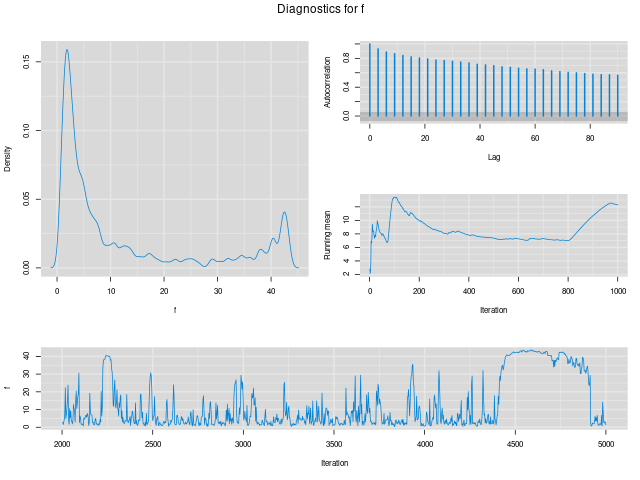 Diagnostics for f
Density
0.00 0.05 0.10 0.15
0 10 20 30 40
f
Autocorrelation
0.0 0.4 0.8
0 20 40 60 80
Lag
Running mean
2 4 6 8 10
0 200 400 600 800 1000
Iteration
f
0 10 20 30 40
2000 2500 3000 3500 4000 4500 5000
Iteration